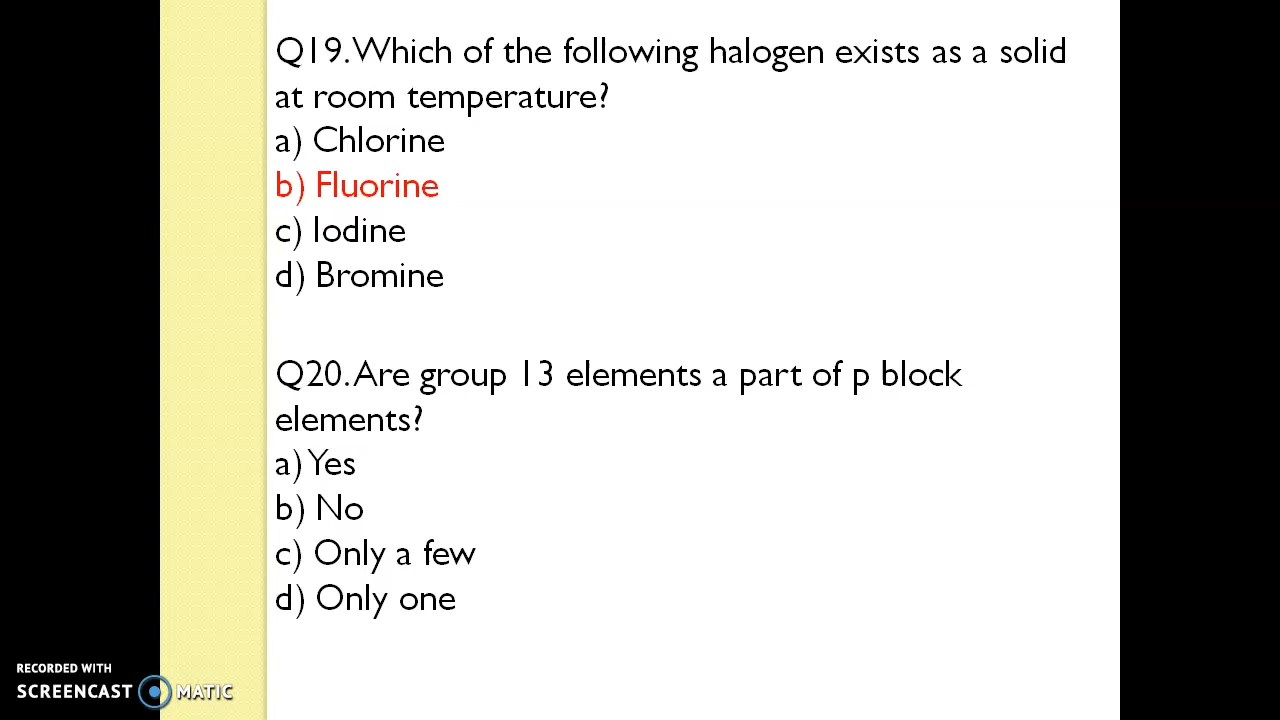 Q19. Which of the following halogen exists as a solid
at room temperature?
a) Chlorine
b) Fluorine
c) Iodine
d) Bromine
Q20. Are group 13 elements a part of p block
elements?
a) Yes
b) No
c) Only a few
d) Only one
RECORDED WITH
SCREENCAST MATIC